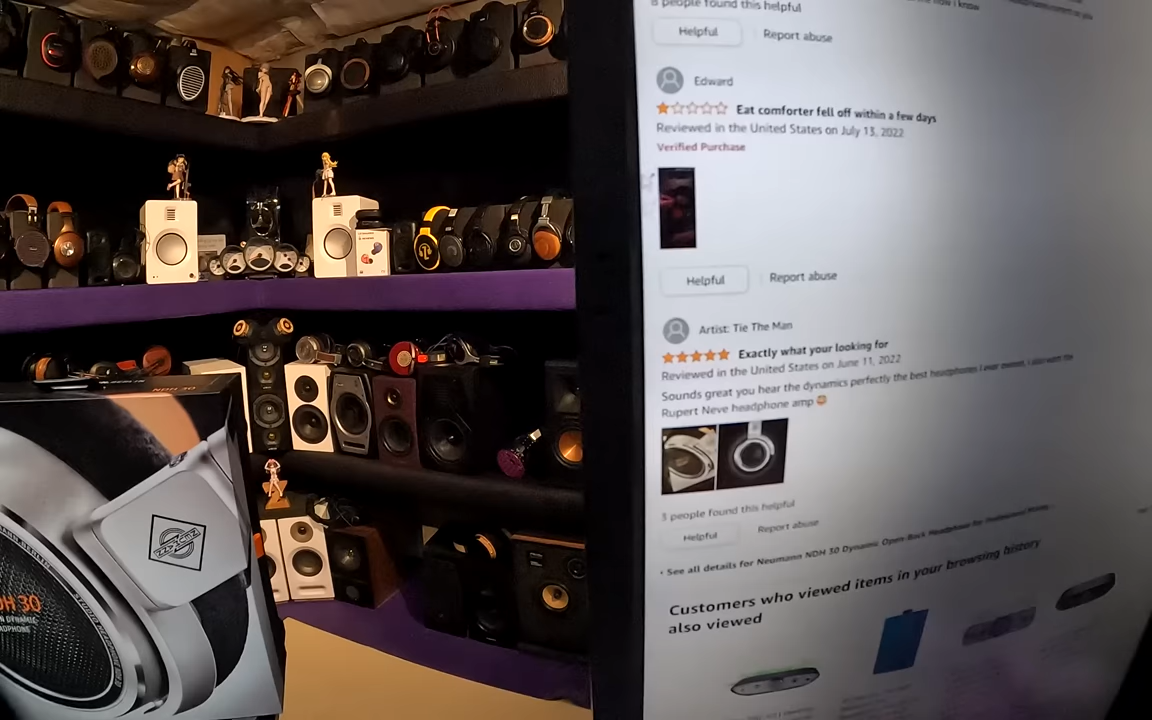 8 people found this helpful
Helpful
Report abuse
Edward
Eat comforter fell off within a few days
Reviewed in the United States on July 13, 2022
Verified Purchase
Helpful
Report abuse
Artist: Tie The Man
Exactly what your looking for
Reviewed in the United States on June 11, 2022
Sounds great you hear the dynamics perfectly the best headphones I ever owned, I also want the
Rupert Neve headphone amp
3 people found this helpful
Helpful
Report abuse
See all details for Neumann NDH 30 Dynamic Open-Back Headphone for Professional
Customers who viewed items in your browsing history
also viewed
NDH 30